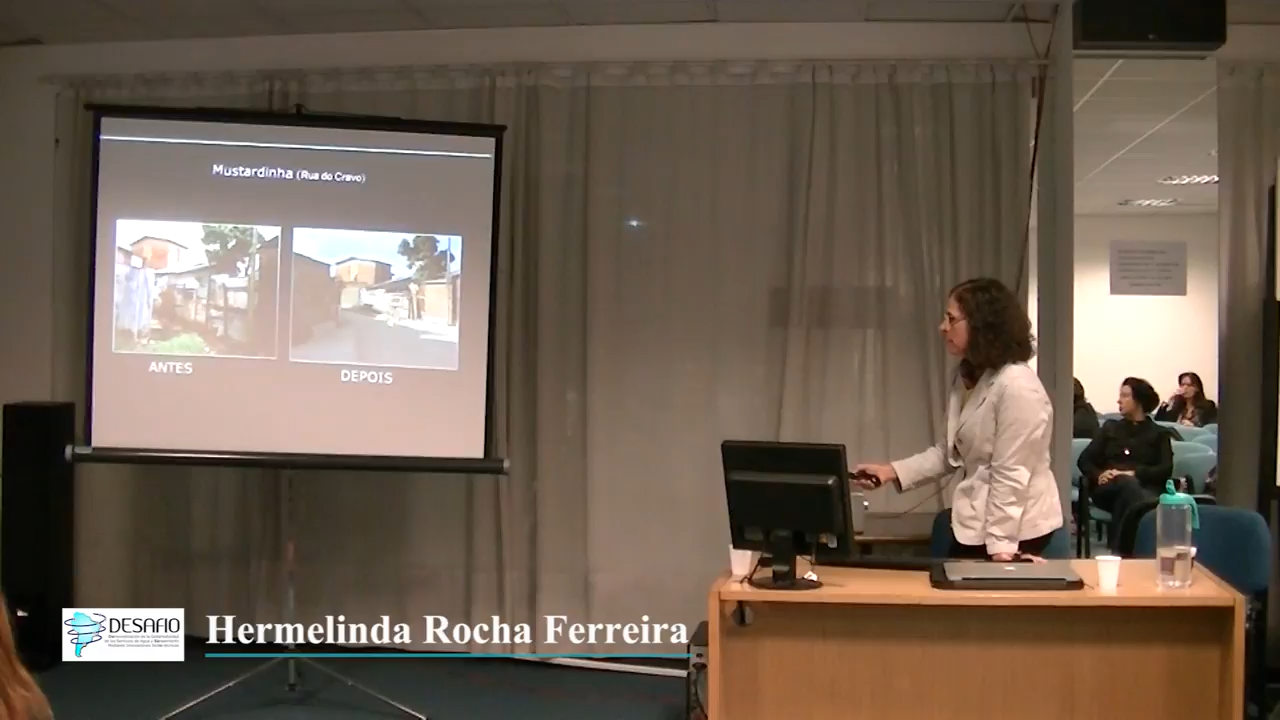 Mustardinha (Rua do Cravo)
ANTES
DEPOIS
DESAFIO
Hermelinda Rocha Ferreira